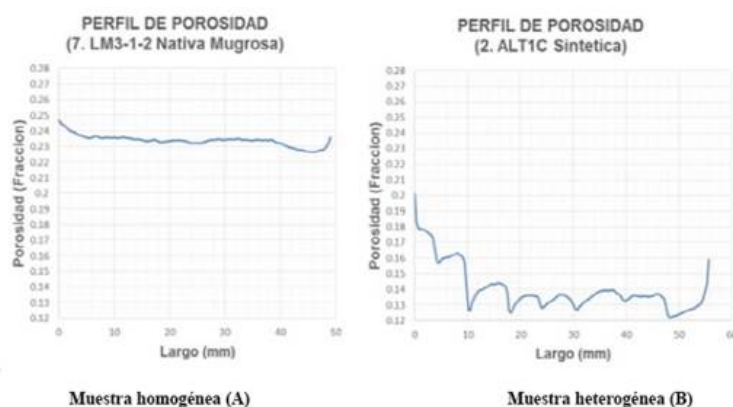 PERFIL DE POROSIDAD
(7. LM3-1-2 Nativa Mugrosa)
0.28
0.27
0.26
0.25
0.24
0.23
0.22
0.21
0.2
0.19
0.18
0.17
0.16
0.15
0.14
0.13
0.12
Porosidad (Fraccion)
0 10 20 30 40 50
Largo (mm)
Muestra homogénea (A)
PERFIL DE POROSIDAD
(2. ALT1C Sintetica)
0.28
0.27
0.26
0.25
0.24
0.23
0.22
0.21
0.2
0.19
0.18
0.17
0.16
0.15
0.14
0.13
0.12
Porosidad (Fraccion)
0 10 20 30 40 50 60
Largo (mm)
Muestra heterogénea (B)